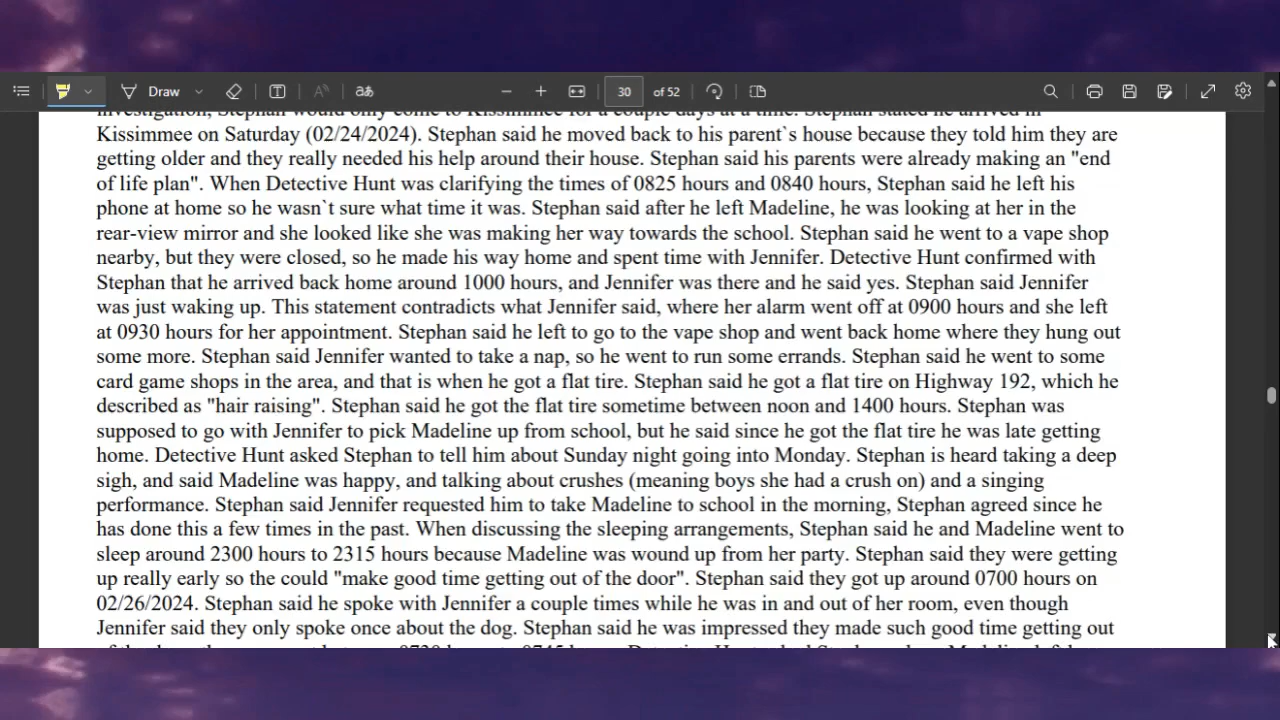 Draw
30 of 52
investigation, Stephan would only come to Kissimmee for a couple days at a time. Stephan stated he arrived in
Kissimmee on Saturday (02/24/2024). Stephan said he moved back to his parent`s house because they told him they are
getting older and they really needed his help around their house. Stephan said his parents were already making an "end
of life plan". When Detective Hunt was clarifying the times of 0825 hours and 0840 hours, Stephan said he left his
phone at home so he wasn`t sure what time it was. Stephan said after he left Madeline, he was looking at her in the
rear-view mirror and she looked like she was making her way towards the school. Stephan said he went to a vape shop
nearby, but they were closed, so he made his way home and spent time with Jennifer. Detective Hunt confirmed with
Stephan that he arrived back home around 1000 hours, and Jennifer was there and he said yes. Stephan said Jennifer
was just waking up. This statement contradicts what Jennifer said, where her alarm went off at 0900 hours and she left
at 0930 hours for her appointment. Stephan said he left to go to the vape shop and went back home where they hung out
some more. Stephan said Jennifer wanted to take a nap, so he went to run some errands. Stephan said he went to some
card game shops in the area, and that is when he got a flat tire. Stephan said he got a flat tire on Highway 192, which he
described as "hair raising". Stephan said he got the flat tire sometime between noon and 1400 hours. Stephan was
supposed to go with Jennifer to pick Madeline up from school, but he said since he got the flat tire he was late getting
home. Detective Hunt asked Stephan to tell him about Sunday night going into Monday. Stephan is heard taking a deep
sigh, and said Madeline was happy, and talking about crushes (meaning boys she had a crush on) and a singing
performance. Stephan said Jennifer requested him to take Madeline to school in the morning, Stephan agreed since he
has done this a few times in the past. When discussing the sleeping arrangements, Stephan said he and Madeline went to
sleep around 2300 hours to 2315 hours because Madeline was wound up from her party. Stephan said they were getting
up really early so she could "make good time getting out of the door". Stephan said they got up around 0700 hours on
02/26/2024. Stephan said he spoke with Jennifer a couple times while he was in and out of her room, even though
Jennifer said they only spoke once about the dog. Stephan said he was impressed they made such good time getting out